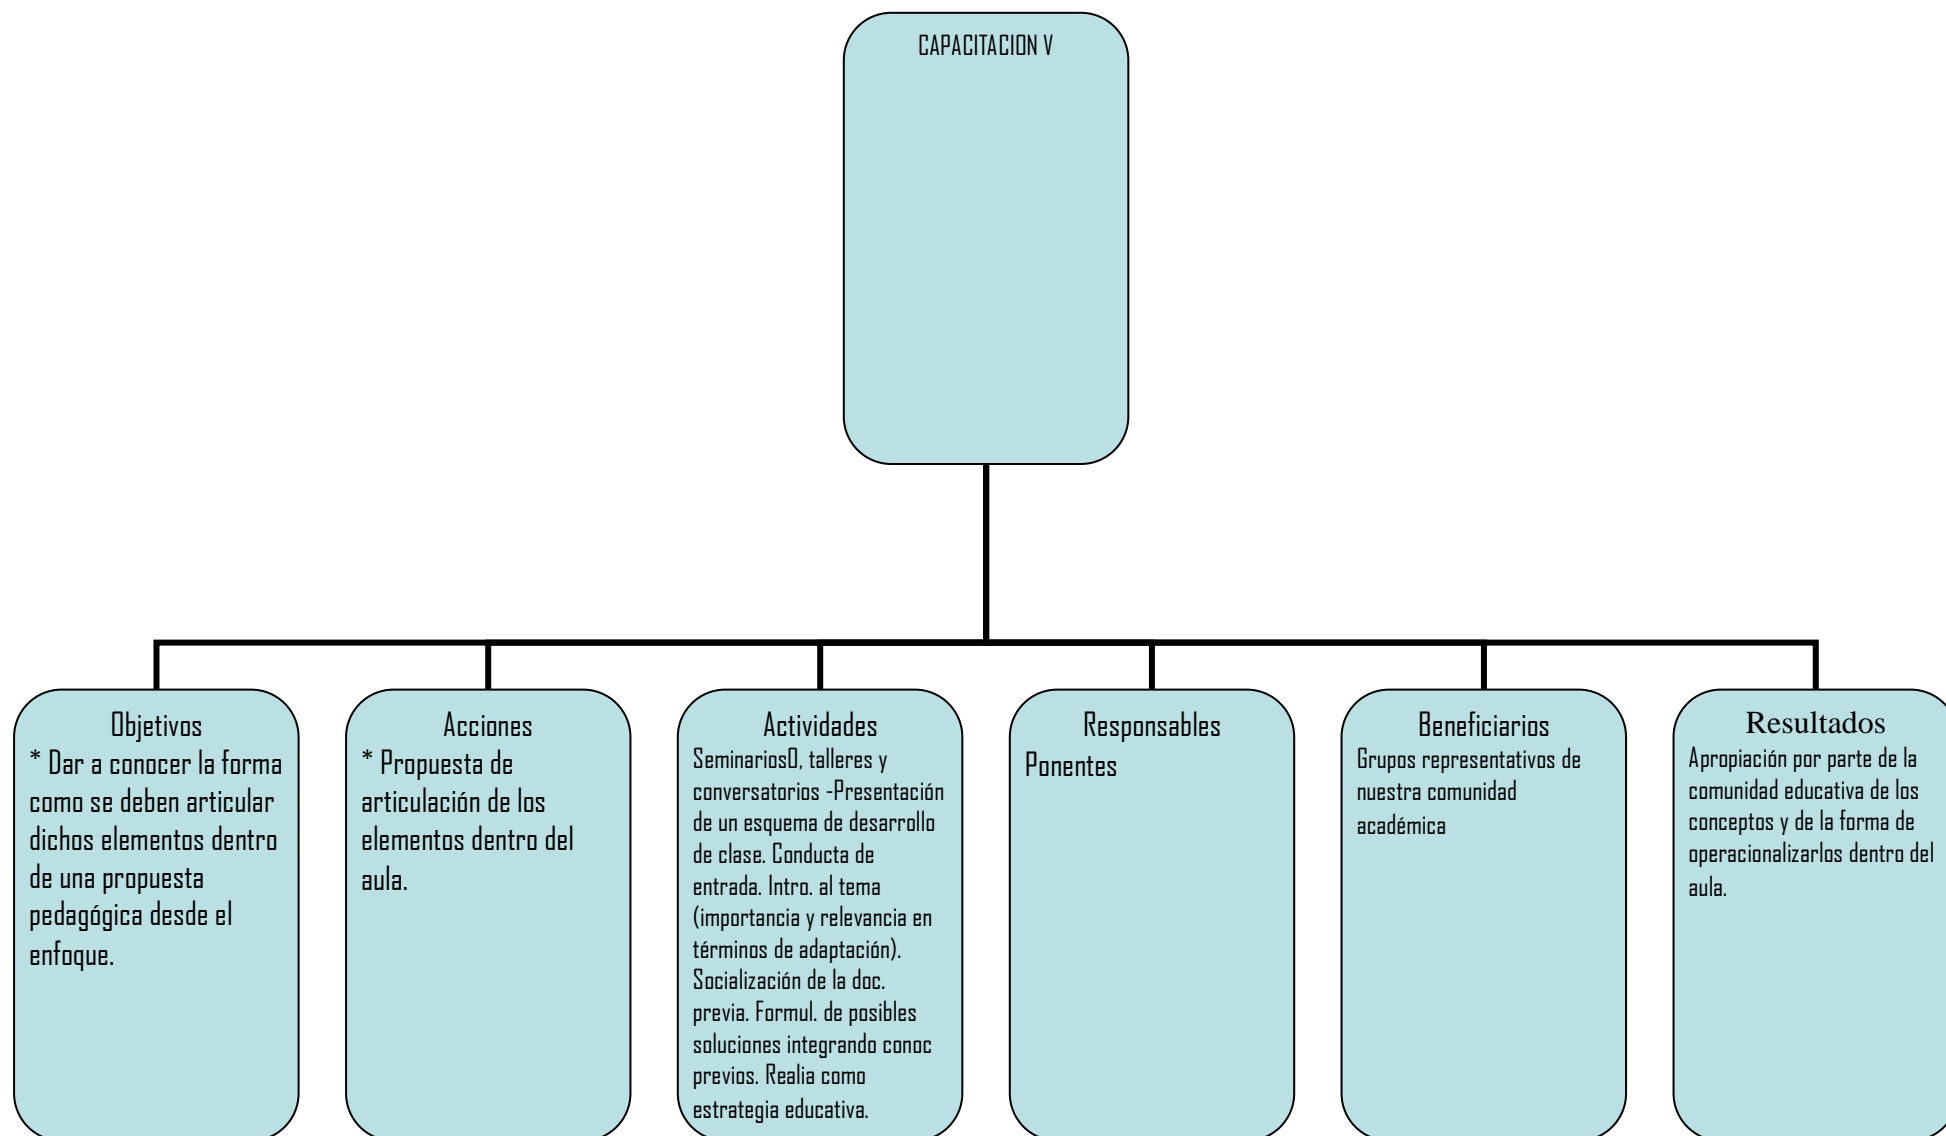 CAPACITACION V
Objetivos
* Dar a conocer la forma
como se deben articular
dichos elementos dentro
de una propuesta
pedagógica desde el
enfoque.
Acciones
* Propuesta de
articulación de los
elementos dentro del
aula.
Actividades
Seminarios0, talleres y
conversatorios -Presentación
de un esquema de desarrollo
de clase. Conducta de
entrada. Intro. al tema
(importancia y relevancia en
términos de adaptación).
Socialización de la doc.
previa. Formul. de posibles
soluciones integrando conoc
previos. Realia como
estrategia educativa.
Responsables
Ponentes
Beneficiarios
Grupos representativos de
nuestra comunidad
académica
Resultados
Apropiación por parte de la
comunidad educativa de los
conceptos y de la forma de
operacionalizarlos dentro del
aula.